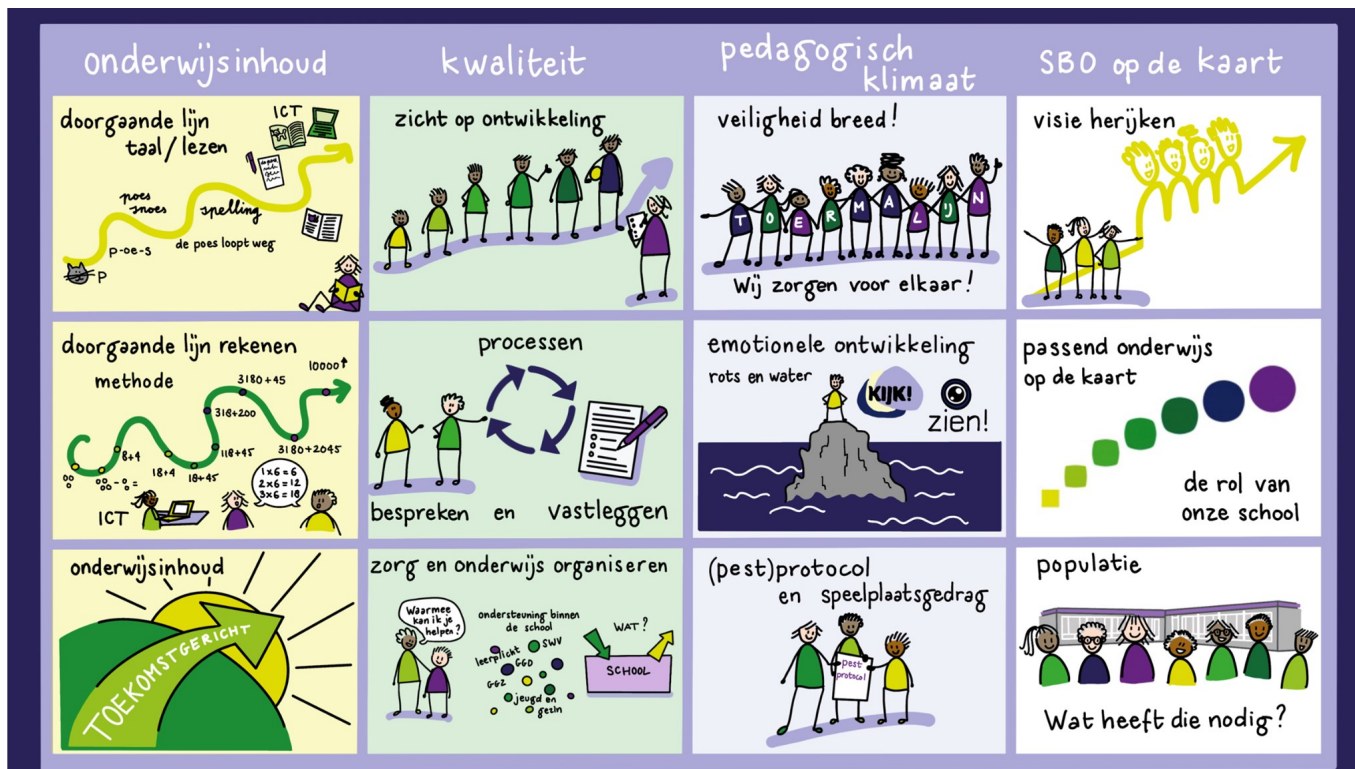 onderwijsinhoud
kwaliteit
pedagogisch
klimaat
SBO op de kaart
doorgaande lijn
taal/lezen
ICT
poes
snoes
spelling
p-oe-s
de poes loopt weg
P
zicht op ontwikkeling
veiligheid breed!
TOERMALIJN
Wij zorgen voor elkaar!
visie herijken
doorgaande lijn rekenen
methode
10000↑
3180+45
318+200
8+4
18+4
18+45
118+45
3180+2045
1x6=6
2x6=12
3x6=18
ICT
processen
bespreken en vastleggen
emotionele ontwikkeling
rots en water
KIJK!
zien!
passend onderwijs
op de kaart
de rol van
onze school
onderwijsinhoud
TOEKOMSTGERICHT
zorg en onderwijs organiseren
Waarmee
kan ik je
helpen?
ondersteuning binnen
de school
leerplicht
SWV
GGD
GGZ
jeugd en
gezin
WAT?
SCHOOL
(pest)protocol
en speelplaatsgedrag
pest
protocol
populatie
Wat heeft die nodig?